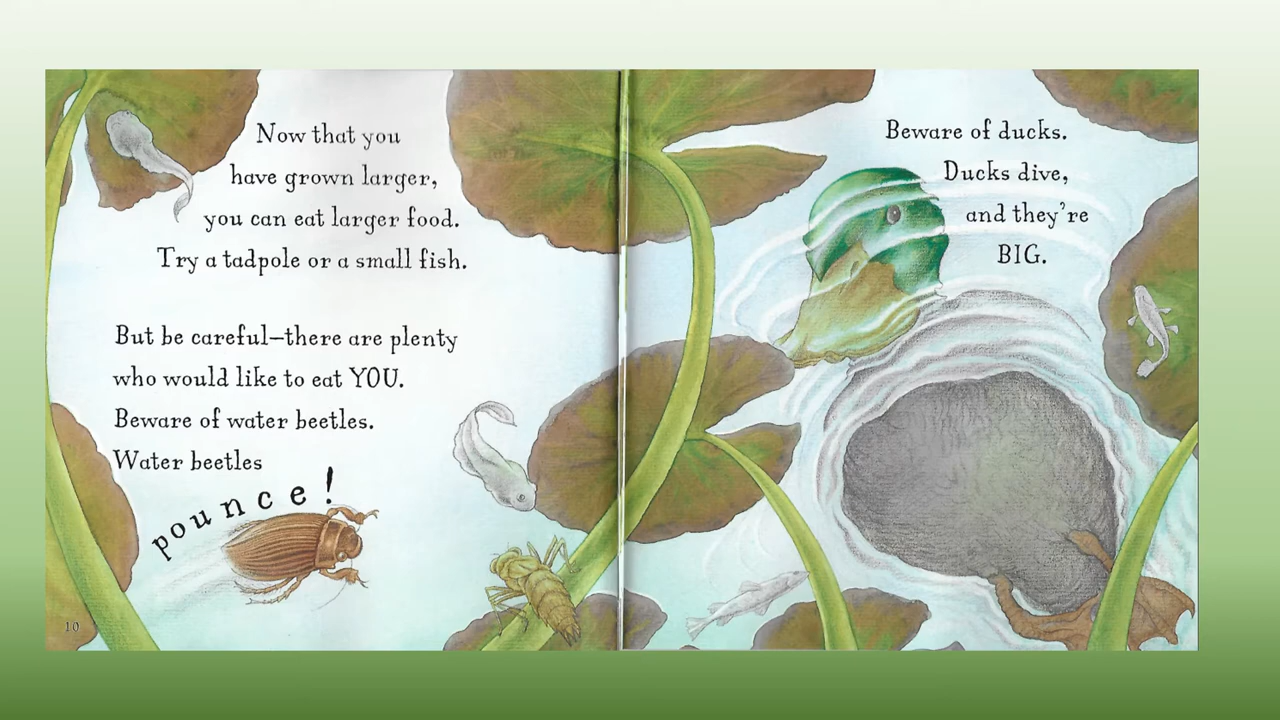 Now that you
have grown larger,
you can eat larger food.
Try a tadpole or a small fish.
But be careful—there are plenty
who would like to eat YOU.
Beware of water beetles.
Water beetles
pounce!
10
Beware of ducks.
Ducks dive,
and they're
BIG.